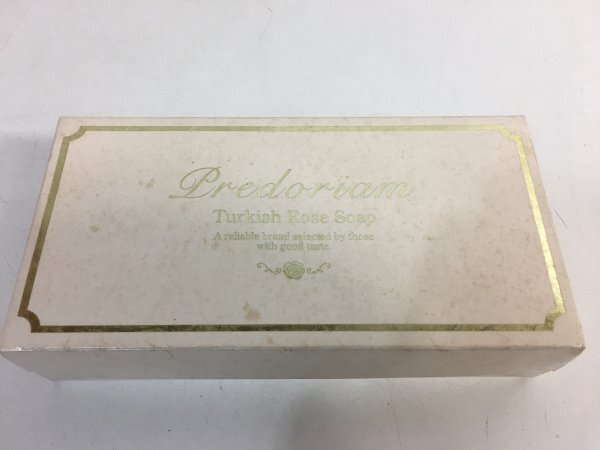 Predoriam
Turkish Rose Soap
A reliable brand selected by those
with good taste.